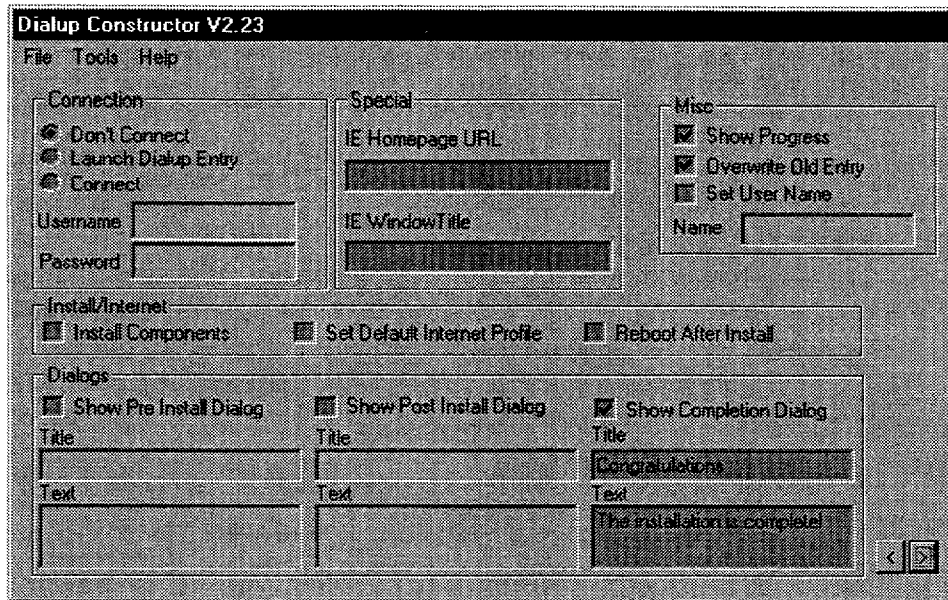 Dialup Constructor V2.23
File Tools Help
Connection
Don't Connect
Launch Dialup Entry
Connect
Username
Password
Special
IE Homepage URL
IE WindowTitle
Misc
Show Progress
Overwrite Old Entry
Set User Name
Name
Install/Internet
Install Components
Set Default Internet Profile
Reboot After Install
Dialogs
Show Pre Install Dialog
Title
Text
Show Post Install Dialog
Title
Text
Show Completion Dialog
Title
Congratulations
Text
The installation is complete!
< >